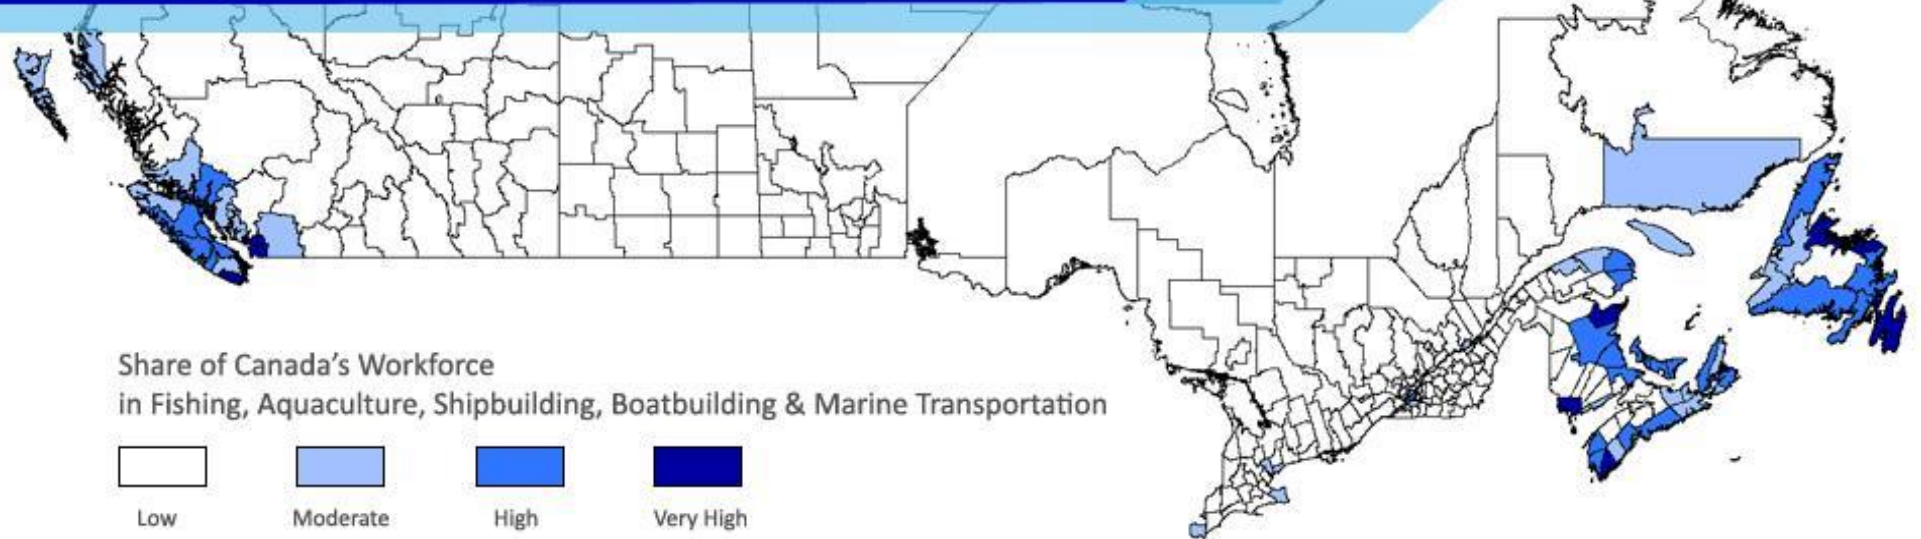 Share of Canada's Workforce
in Fishing, Aquaculture, Shipbuilding, Boatbuilding & Marine Transportation
Low
Moderate
High
Very High